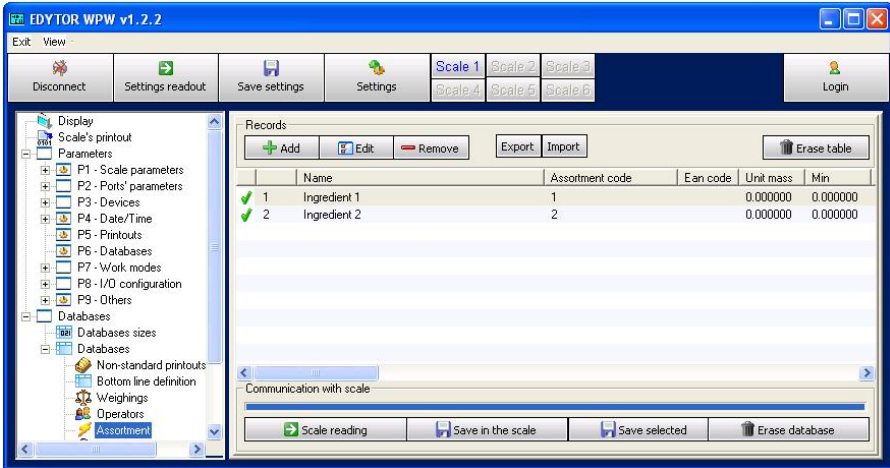 EDYTOR WPW v1.2.2
Exit View
Disconnect
Settings readout
Save settings
Settings
Scale 1 Scale 2 Scale 3
Scale 4 Scale 5 Scale 6
Login
Display
Scale's printout
Parameters
P1 - Scale parameters
P2 - Ports' parameters
P3 - Devices
P4 - Date/Time
P5 - Printouts
P6 - Databases
P7 - Work modes
P8 - I/O configuration
P9 - Others
Databases
Databases sizes
Databases
Non-standard printouts
Bottom line definition
Weighings
Operators
Assortment
Records
Add Edit Remove Export Import Erase table
Name Assortment code Ean code Unit mass Min
1 Ingredient 1 1 0.000000 0.000000
2 Ingredient 2 2 0.000000 0.000000
Communication with scale
Scale reading Save in the scale Save selected Erase database